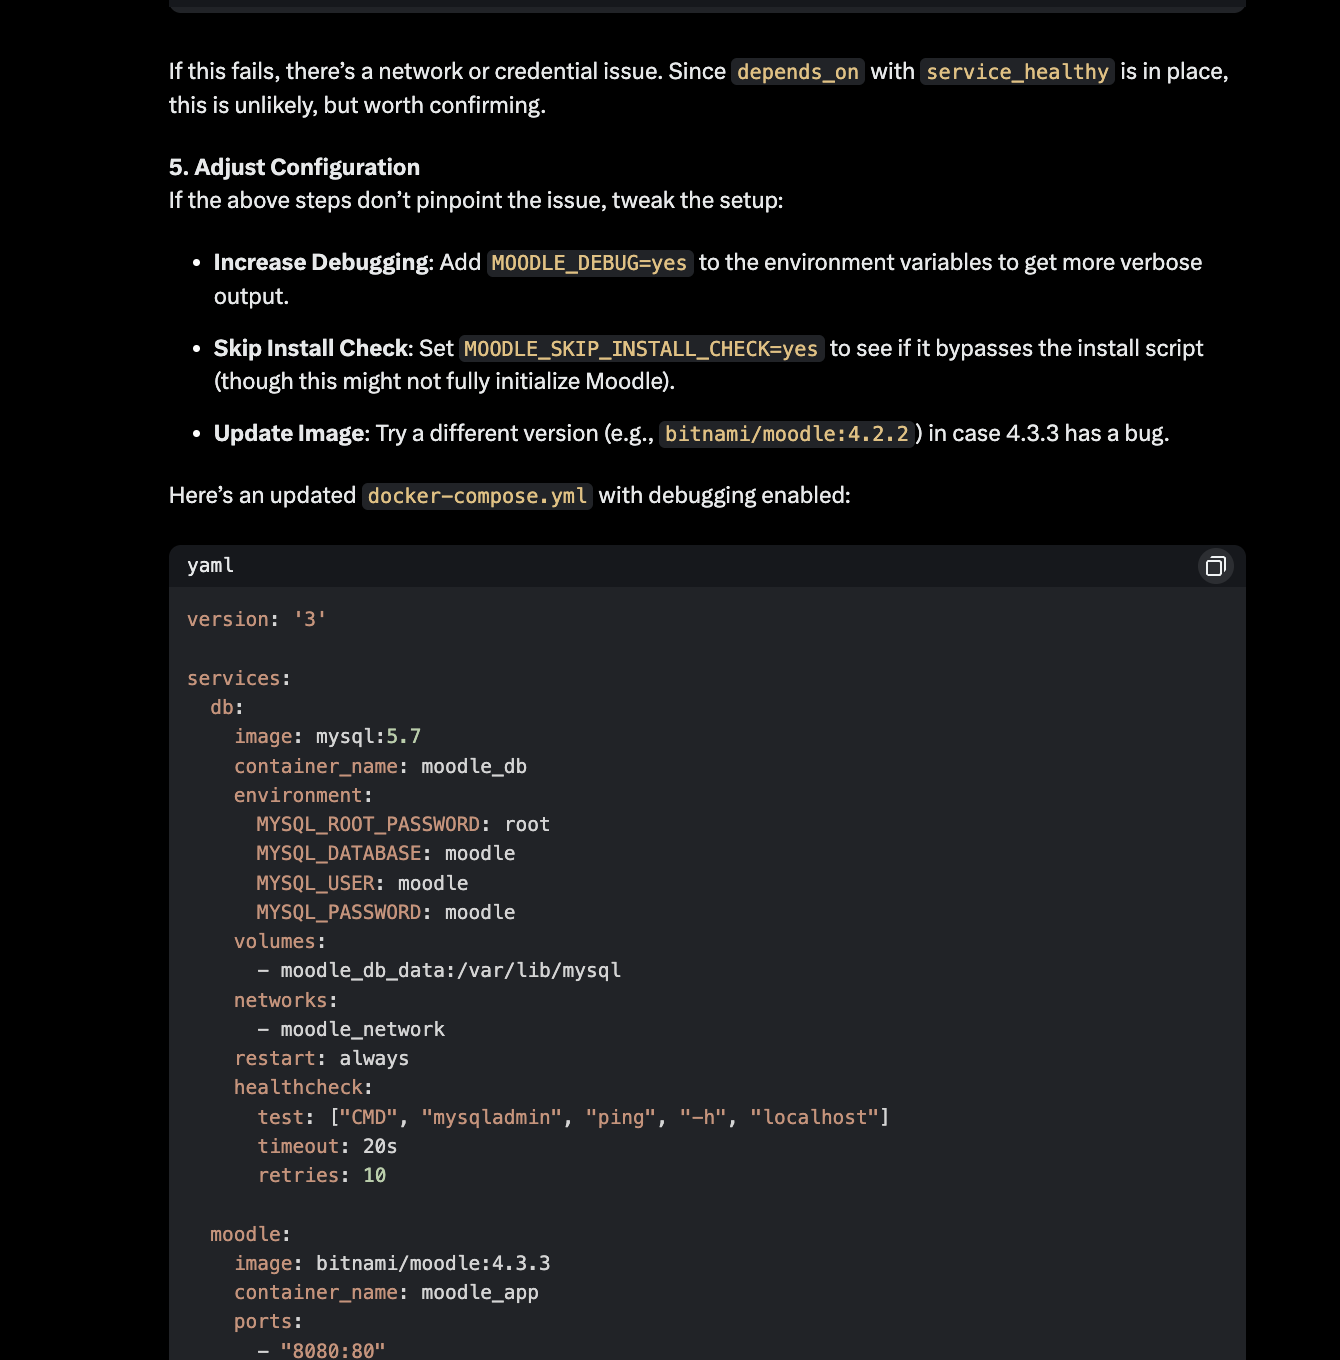 If this fails, there’s a network or credential issue. Since depends_on with service_healthy is in place,
this is unlikely, but worth confirming.
5. Adjust Configuration
If the above steps don’t pinpoint the issue, tweak the setup:
• Increase Debugging: Add MOODLE_DEBUG=yes to the environment variables to get more verbose
output.
• Skip Install Check: Set MOODLE_SKIP_INSTALL_CHECK=yes to see if it bypasses the install script
(though this might not fully initialize Moodle).
• Update Image: Try a different version (e.g., bitnami/moodle:4.2.2) in case 4.3.3 has a bug.
Here’s an updated docker-compose.yml with debugging enabled:
yaml
version: '3'
services:
  db:
    image: mysql:5.7
    container_name: moodle_db
    environment:
      MYSQL_ROOT_PASSWORD: root
      MYSQL_DATABASE: moodle
      MYSQL_USER: moodle
      MYSQL_PASSWORD: moodle
    volumes:
      - moodle_db_data:/var/lib/mysql
    networks:
      - moodle_network
    restart: always
    healthcheck:
      test: ["CMD", "mysqladmin", "ping", "-h", "localhost"]
      timeout: 20s
      retries: 10
  moodle:
    image: bitnami/moodle:4.3.3
    container_name: moodle_app
    ports:
      - "8080:80"